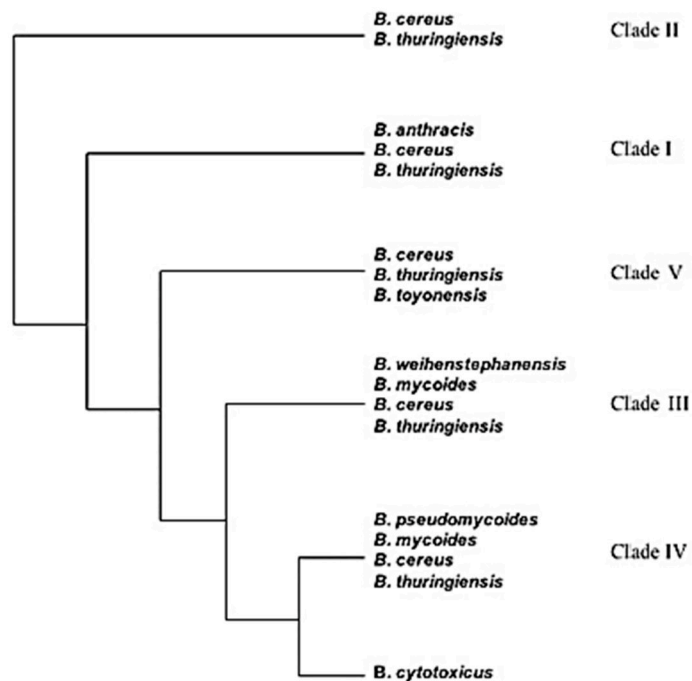 B. cereus
B. thuringiensis
Clade II
B. anthracis
B. cereus
B. thuringiensis
Clade I
B. cereus
B. thuringiensis
B. toyonensis
Clade V
B. weihenstephanensis
B. mycoides
B. cereus
B. thuringiensis
Clade III
B. pseudomycoides
B. mycoides
B. cereus
B. thuringiensis
Clade IV
B. cytotoxicus